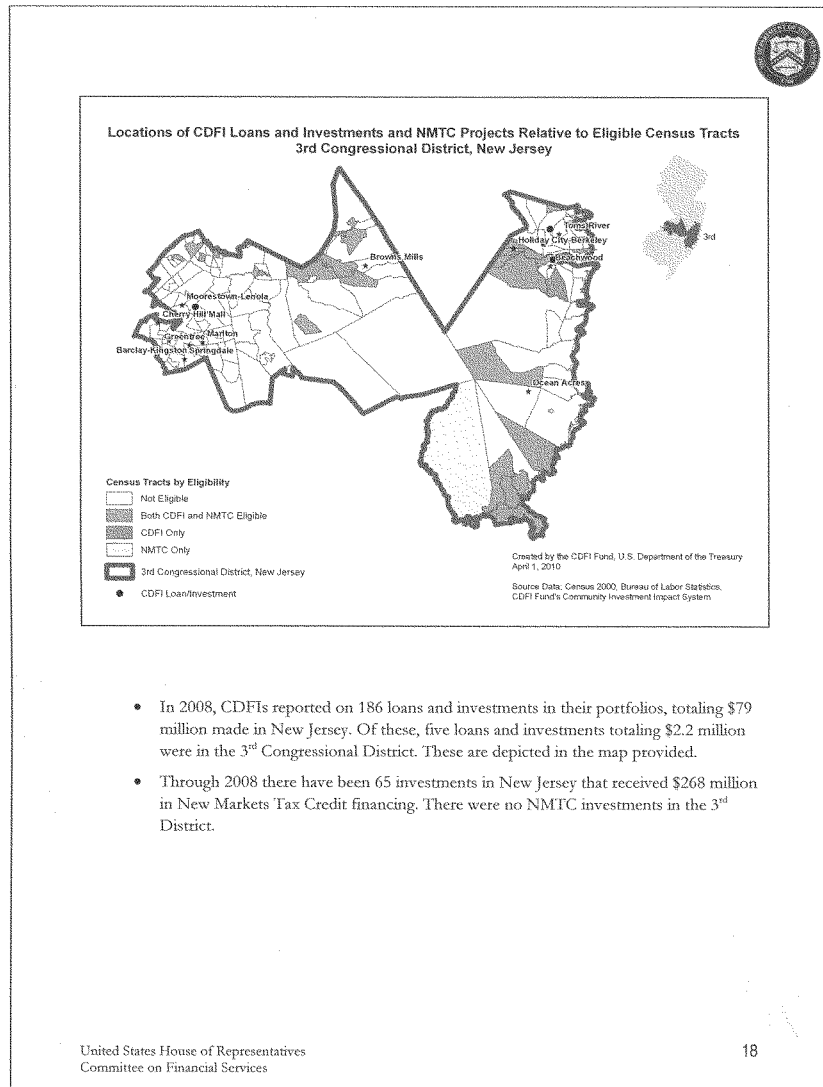 Locations of CDFI Loans and Investments and NMTC Projects Relative to Eligible Census Tracts
3rd Congressional District, New Jersey
3rd
Toms River
Holiday City-Berkeley
Beachwood
Browns Mills
Moorestown-Lenola
Cherry Hill Mall
Greentree
Marlton
Barclay-Kingston
Springdale
Ocean Acres
Census Tracts by Eligibility
Not Eligible
Both CDFI and NMTC Eligible
CDFI Only
NMTC Only
3rd Congressional District, New Jersey
CDFI Loan/Investment
Created by the CDFI Fund, U.S. Department of the Treasury
April 1, 2010
Source Data: Census 2000, Bureau of Labor Statistics,
CDFI Fund's Community Investment Impact System
• In 2008, CDFIs reported on 186 loans and investments in their portfolios, totaling $79
million made in New Jersey. Of these, five loans and investments totaling $2.2 million
were in the 3rd Congressional District. These are depicted in the map provided.
• Through 2008 there have been 65 investments in New Jersey that received $268 million
in New Markets Tax Credit financing. There were no NMTC investments in the 3rd
District.
United States House of Representatives
Committee on Financial Services
18